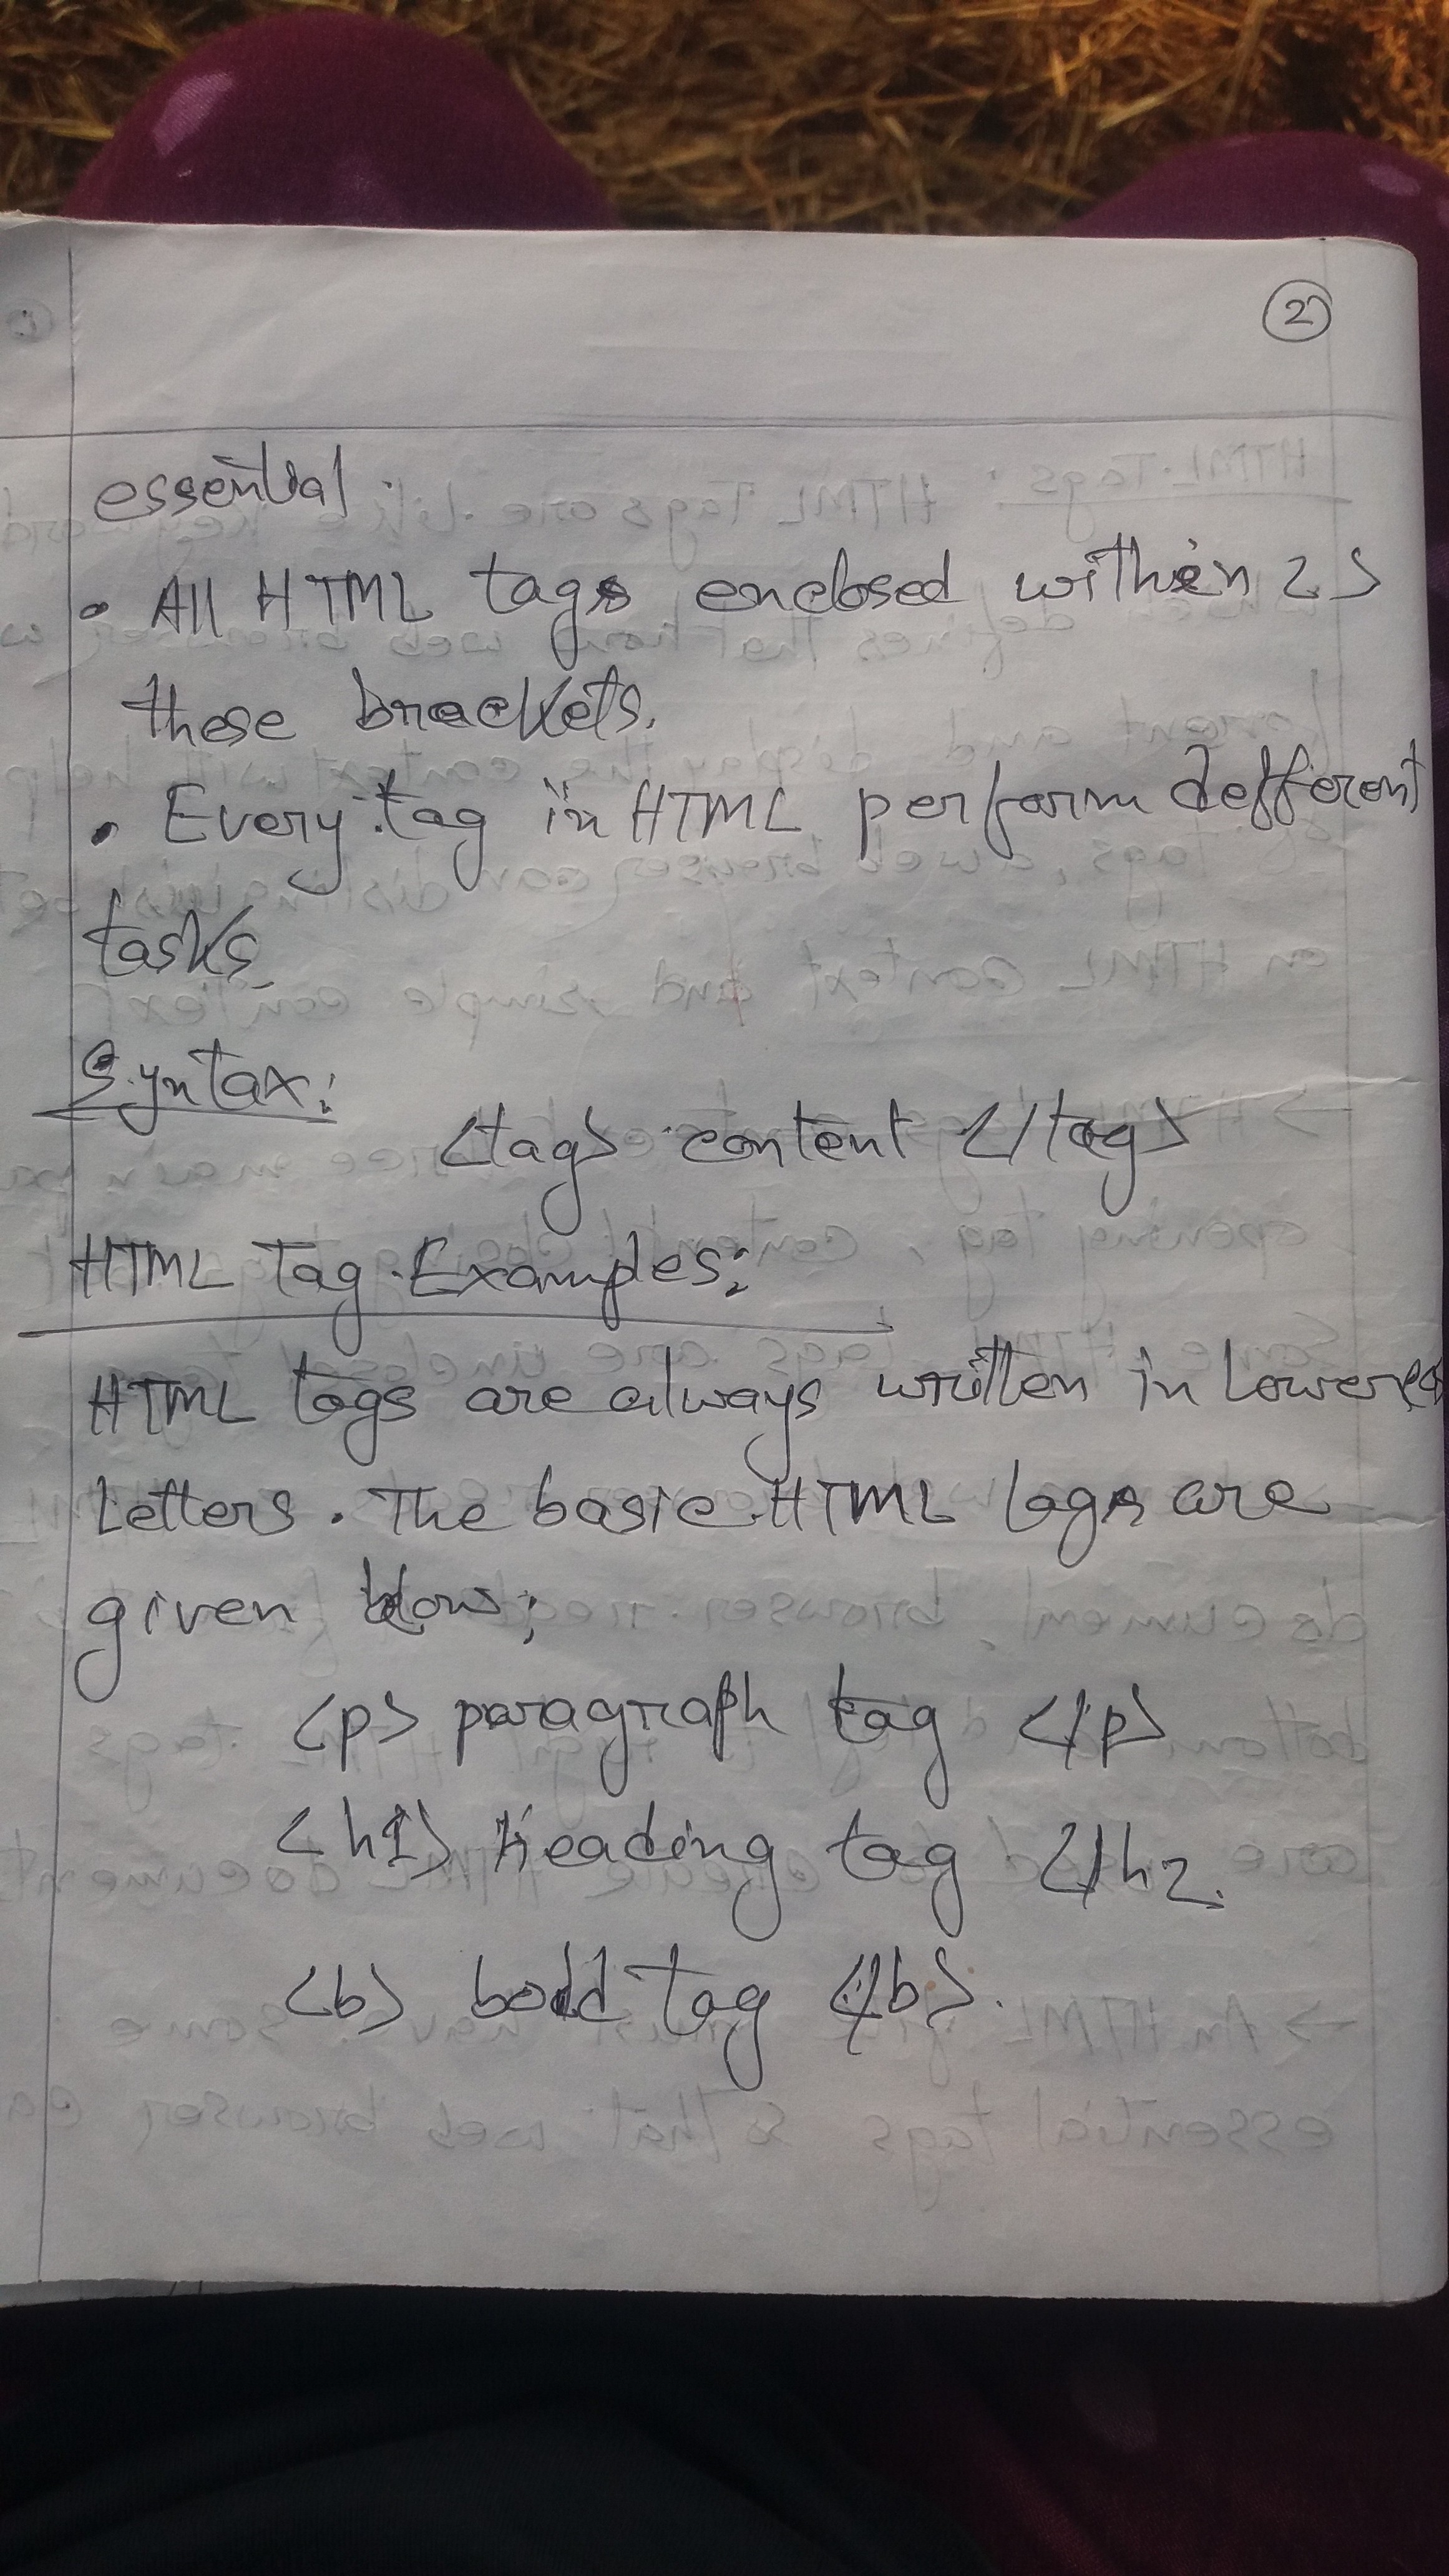 2
essential.
• All HTML tags enclosed within < >
these brackets.
• Every tag in HTML perform defferent
tasks.
Syntax:
<tag> content </tag>
HTML Tag Examples:
HTML tags are always written in Lowerca
Letters. The basic HTML tags are
given blow;
<p> paragraph tag </p>
<h1> Heading tag </h2.
<b> bold tag </b>.